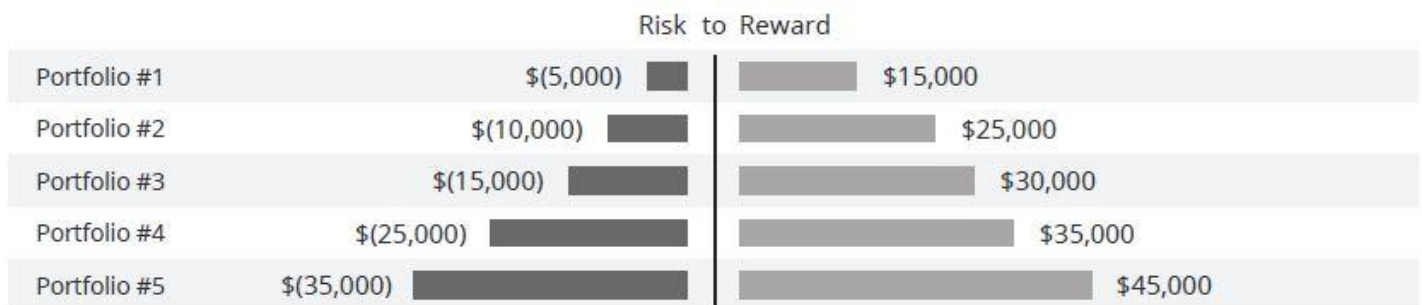 Risk to Reward
Portfolio #1 $(5,000) $15,000
Portfolio #2 $(10,000) $25,000
Portfolio #3 $(15,000) $30,000
Portfolio #4 $(25,000) $35,000
Portfolio #5 $(35,000) $45,000